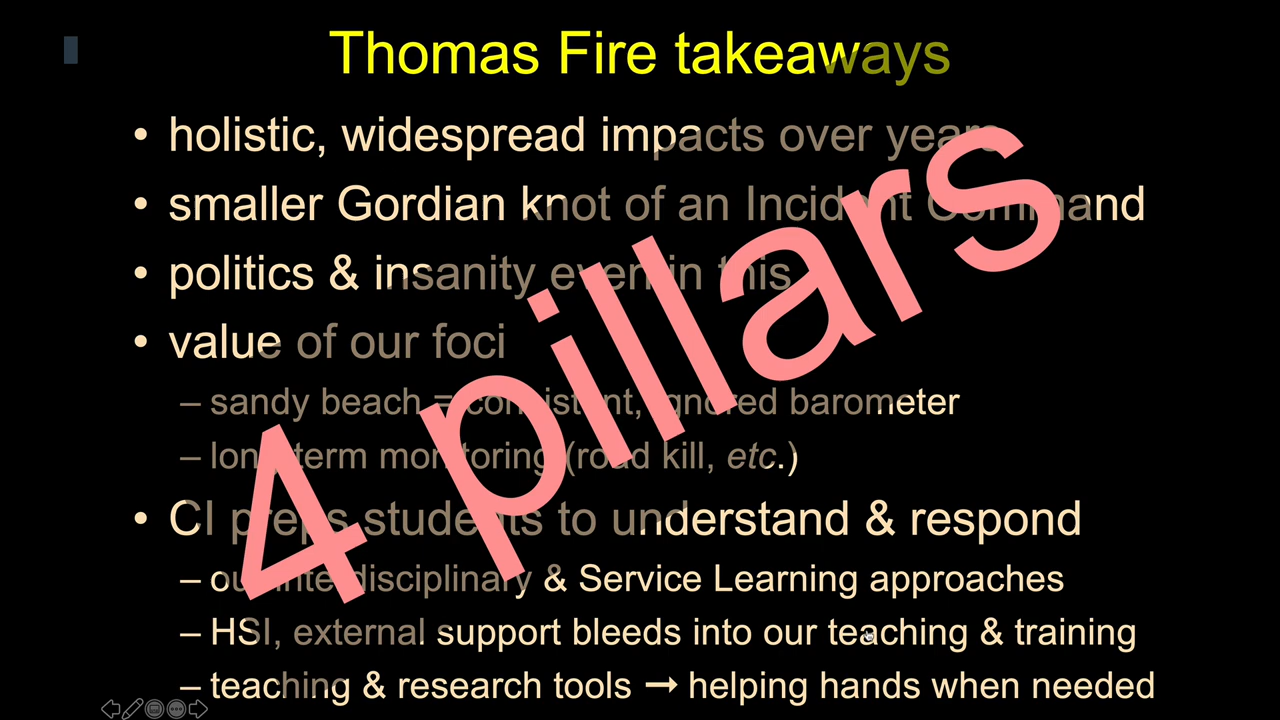 Thomas Fire takeaways
• holistic, widespread impacts over years
• smaller Gordian knot of an Incident Command
• politics & insanity even in this
• value of our foci
– sandy beach = consistent, ignored barometer
– long-term monitoring (road kill, etc.)
• CI preps students to understand & respond
– our interdisciplinary & Service Learning approaches
– HSI, external support bleeds into our teaching & training
– teaching & research tools → helping hands when needed
4 pillars